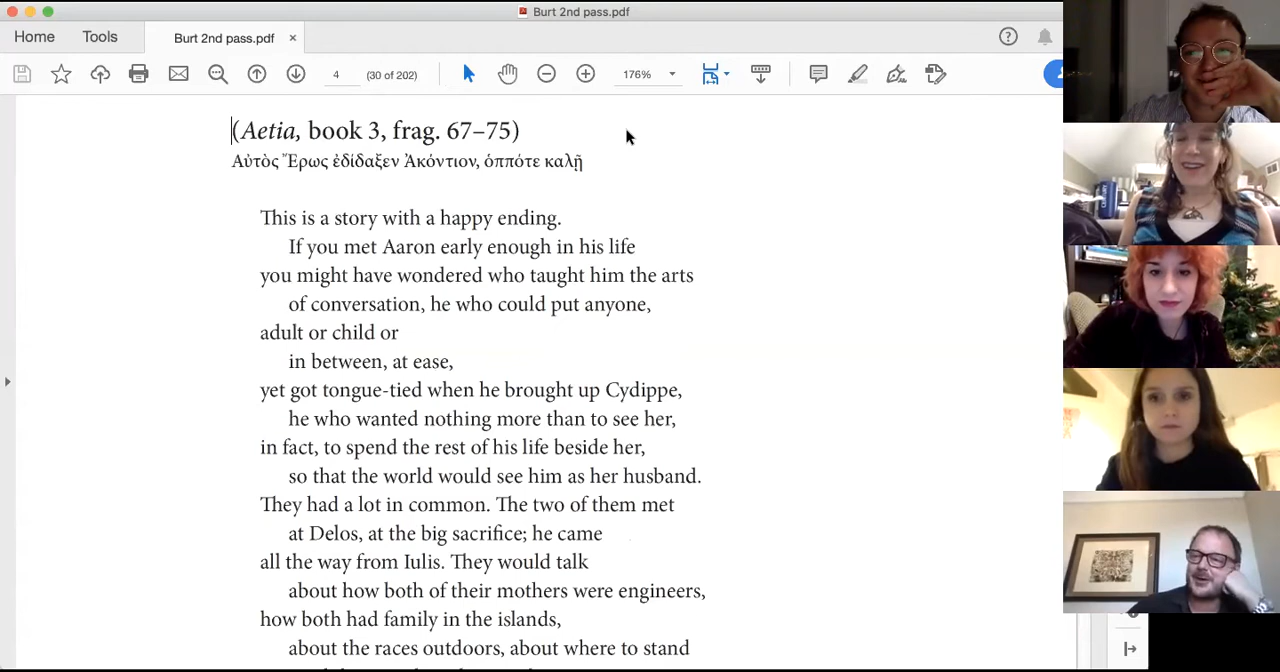 Burt 2nd pass.pdf
Home Tools Burt 2nd pass.pdf ×
4 (30 of 202) 176%
(Aetia, book 3, frag. 67–75)
Αὐτὸς Ἔρως ἐδίδαξεν Ἀκόντιον, ὁππότε καλῇ
This is a story with a happy ending.
If you met Aaron early enough in his life
you might have wondered who taught him the arts
of conversation, he who could put anyone,
adult or child or
in between, at ease,
yet got tongue-tied when he brought up Cydippe,
he who wanted nothing more than to see her,
in fact, to spend the rest of his life beside her,
so that the world would see him as her husband.
They had a lot in common. The two of them met
at Delos, at the big sacrifice; he came
all the way from Iulis. They would talk
about how both of their mothers were engineers,
how both had family in the islands,
about the races outdoors, about where to stand